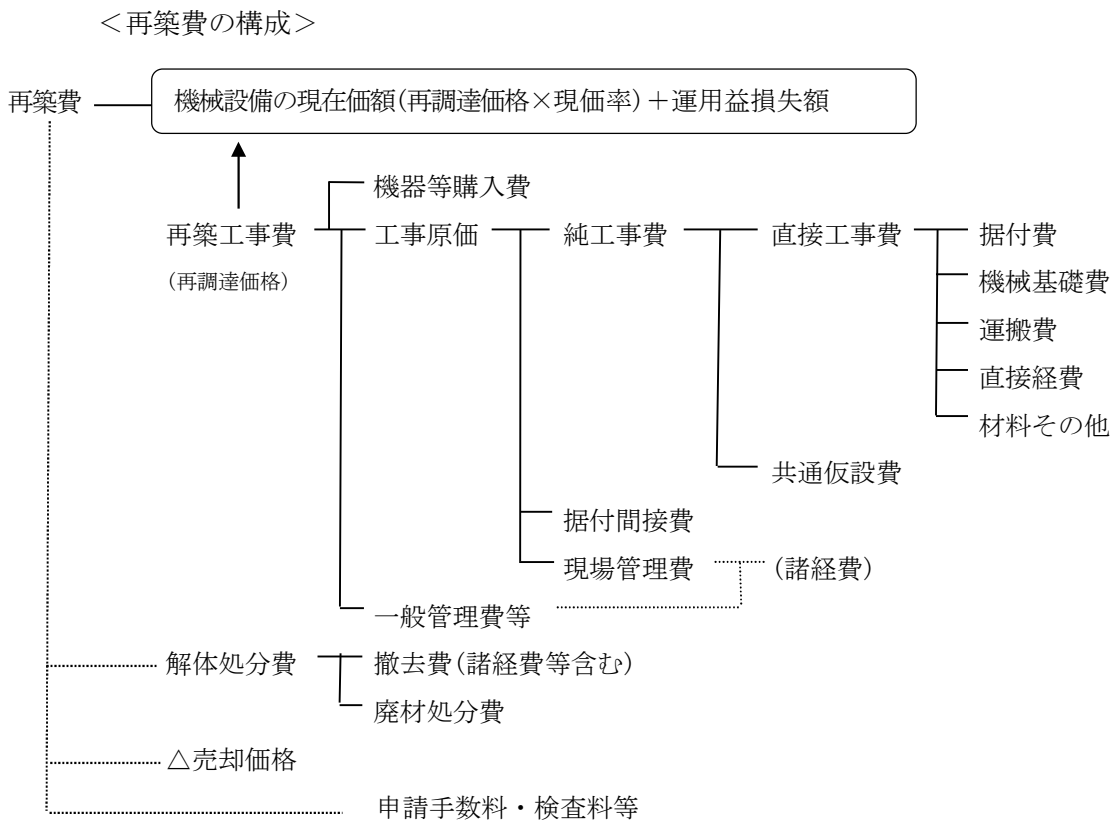 ＜再築費の構成＞
再築費
機械設備の現在価額(再調達価格×現価率)＋運用益損失額
機器等購入費
再築工事費
工事原価
純工事費
直接工事費
据付費
(再調達価格)
機械基礎費
運搬費
直接経費
材料その他
共通仮設費
据付間接費
現場管理費
(諸経費)
一般管理費等
解体処分費
撤去費(諸経費等含む)
廃材処分費
△売却価格
申請手数料・検査料等